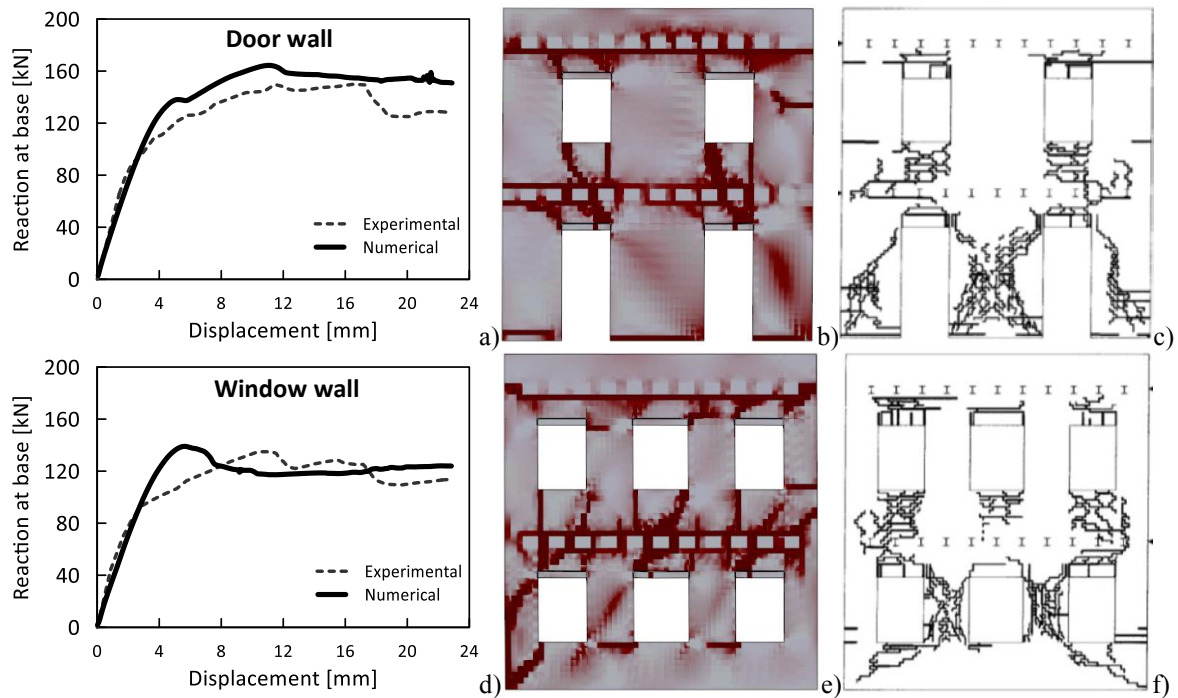 Door wall
Reaction at base [kN]
200
160
120
80
40
0
Experimental
Numerical
0 4 8 12 16 20 24
Displacement [mm]
a)
b)
c)
Window wall
Reaction at base [kN]
200
160
120
80
40
0
Experimental
Numerical
0 4 8 12 16 20 24
Displacement [mm]
d)
e)
f)